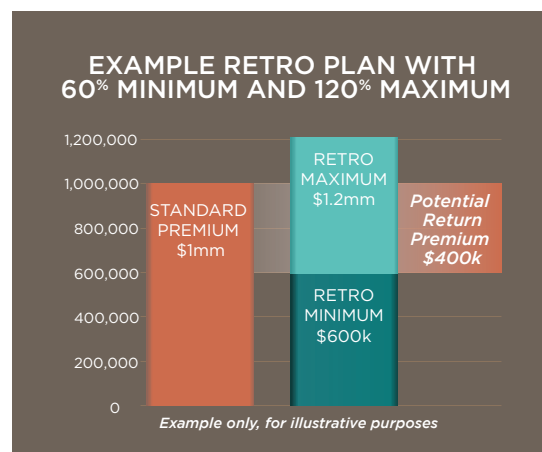 EXAMPLE RETRO PLAN WITH
60% MINIMUM AND 120% MAXIMUM
1,200,000
1,000,000
800,000
600,000
400,000
200,000
0
STANDARD
PREMIUM
$1mm
RETRO
MAXIMUM
$1.2mm
RETRO
MINIMUM
$600k
Potential
Return
Premium
$400k
Example only, for illustrative purposes